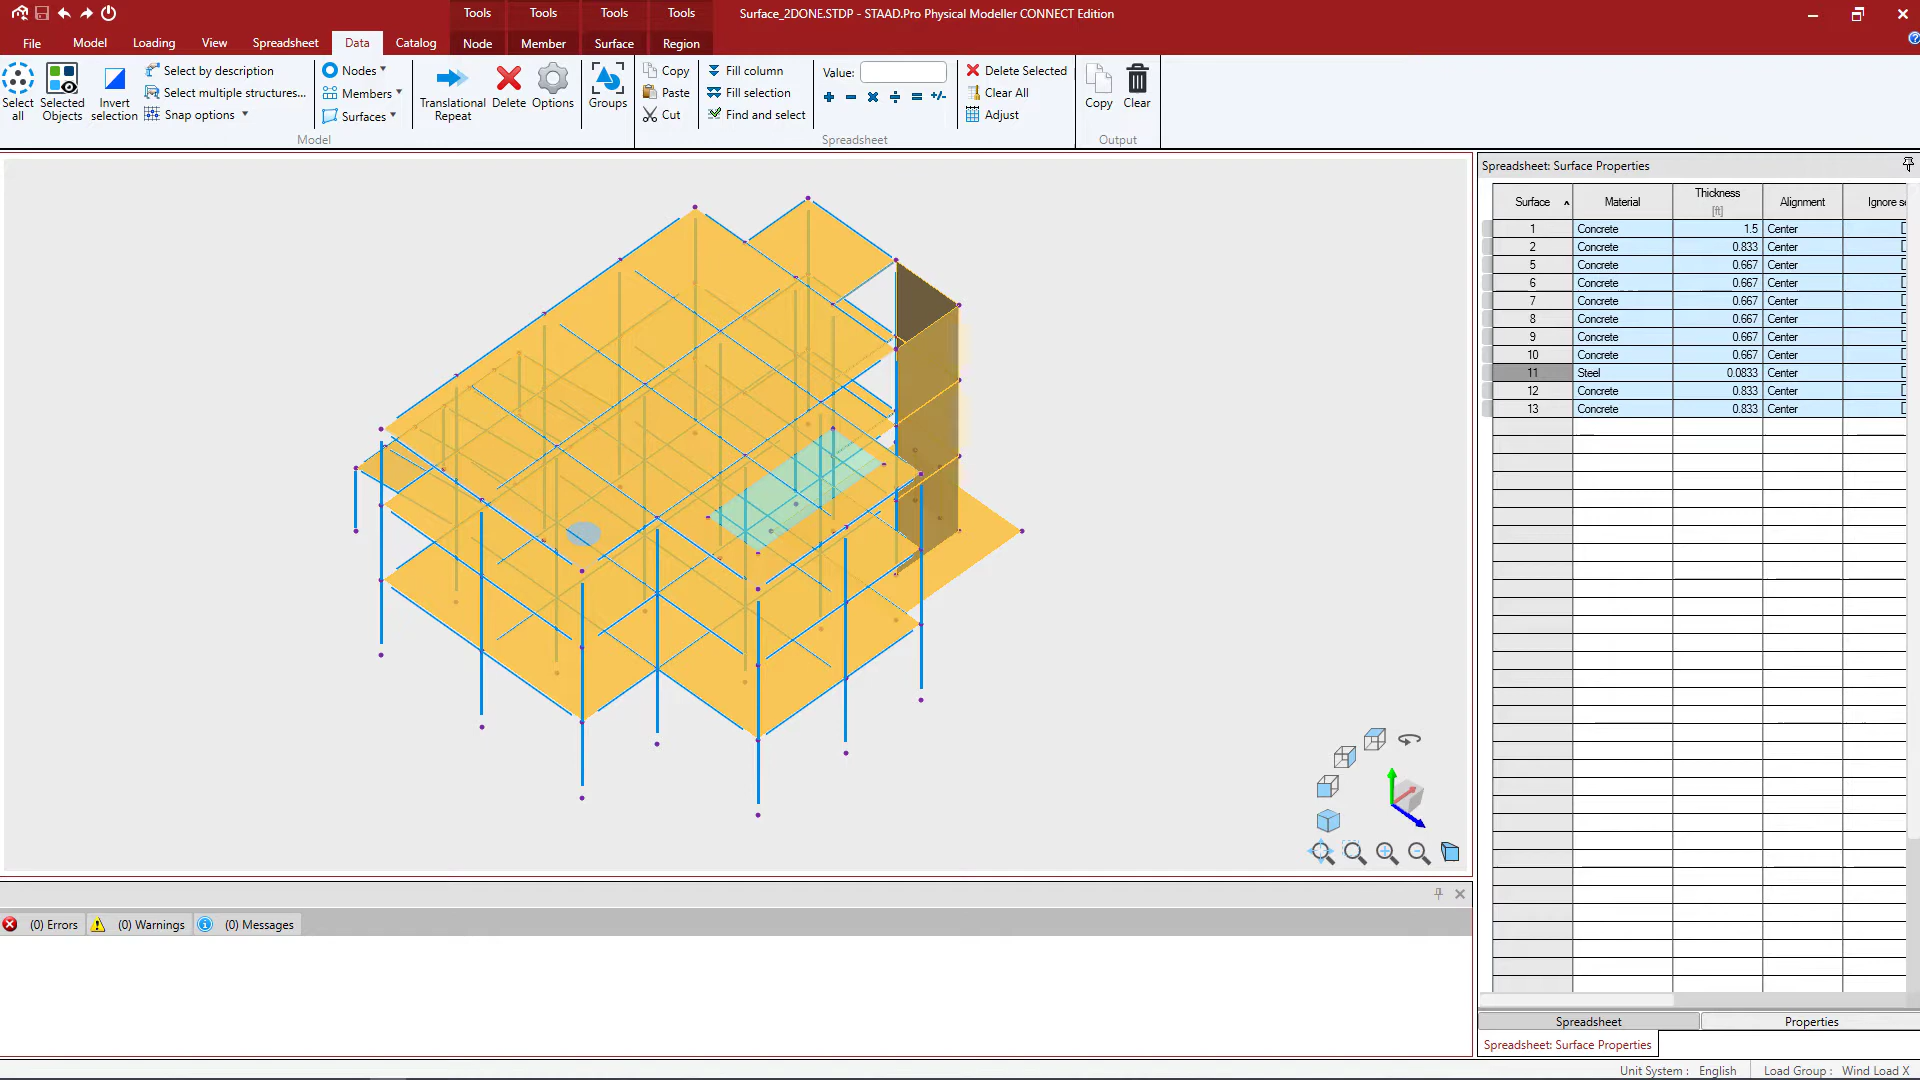 Surface_2DONE.STDP - STAAD.Pro Physical Modeller CONNECT Edition
Tools Tools Tools Tools
File Model Loading View Spreadsheet Data Catalog Node Member Surface Region
Select all
Selected Objects
Invert selection
Select by description
Select multiple structures...
Snap options
Nodes
Members
Surfaces
Model
Translational Repeat
Delete
Options
Groups
Copy
Paste
Cut
Fill column
Fill selection
Find and select
Value:
+/-
Delete Selected
Clear All
Adjust
Spreadsheet
Copy
Clear
Output
Spreadsheet: Surface Properties
Surface Material Thickness [ft] Alignment Ignore s
1 Concrete 1.5 Center
2 Concrete 0.833 Center
5 Concrete 0.667 Center
6 Concrete 0.667 Center
7 Concrete 0.667 Center
8 Concrete 0.667 Center
9 Concrete 0.667 Center
10 Concrete 0.667 Center
11 Steel 0.0833 Center
12 Concrete 0.833 Center
13 Concrete 0.833 Center
(0) Errors (0) Warnings (0) Messages
Spreadsheet Properties
Spreadsheet: Surface Properties
Unit System : English Load Group : Wind Load X